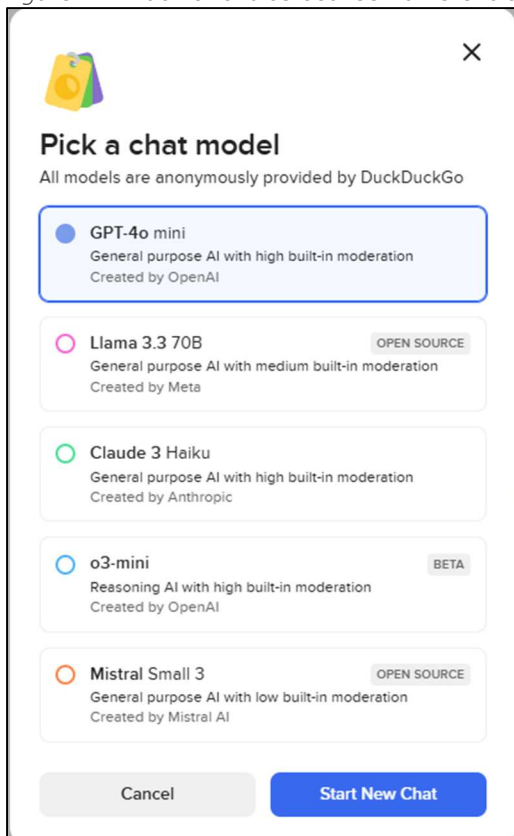 Pick a chat model
All models are anonymously provided by DuckDuckGo
GPT-4o mini
General purpose AI with high built-in moderation
Created by OpenAI
Llama 3.3 70B OPEN SOURCE
General purpose AI with medium built-in moderation
Created by Meta
Claude 3 Haiku
General purpose AI with high built-in moderation
Created by Anthropic
o3-mini BETA
Reasoning AI with high built-in moderation
Created by OpenAI
Mistral Small 3 OPEN SOURCE
General purpose AI with low built-in moderation
Created by Mistral AI
Cancel Start New Chat